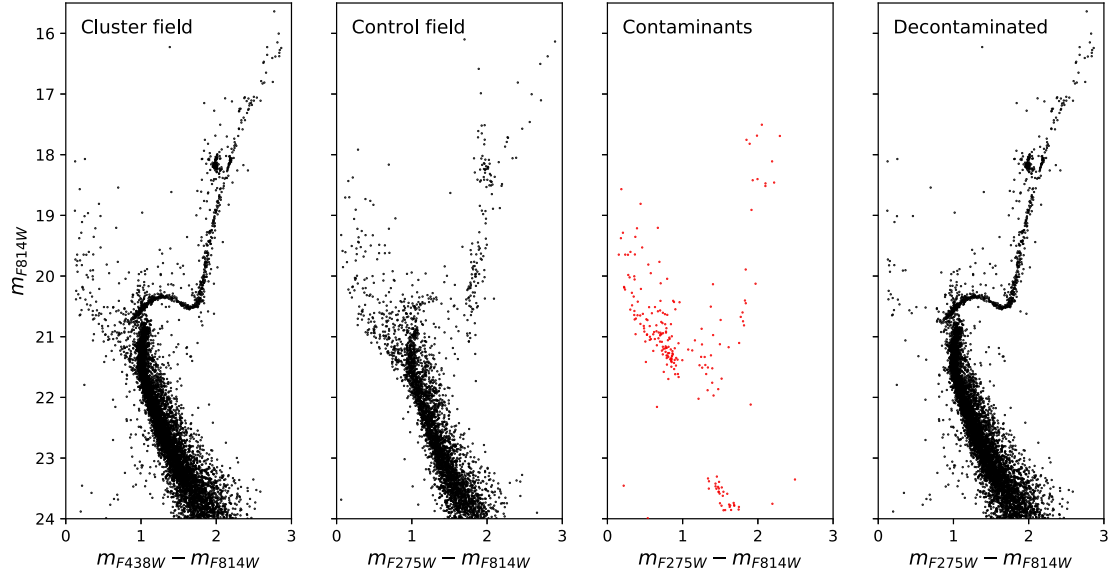 Cluster field
Control field
Contaminants
Decontaminated
16
17
18
19
20
21
22
23
24
m_F814W
0 1 2 3
0 1 2 3
0 1 2 3
0 1 2 3
m_F438W − m_F814W
m_F275W − m_F814W
m_F275W − m_F814W
m_F275W − m_F814W